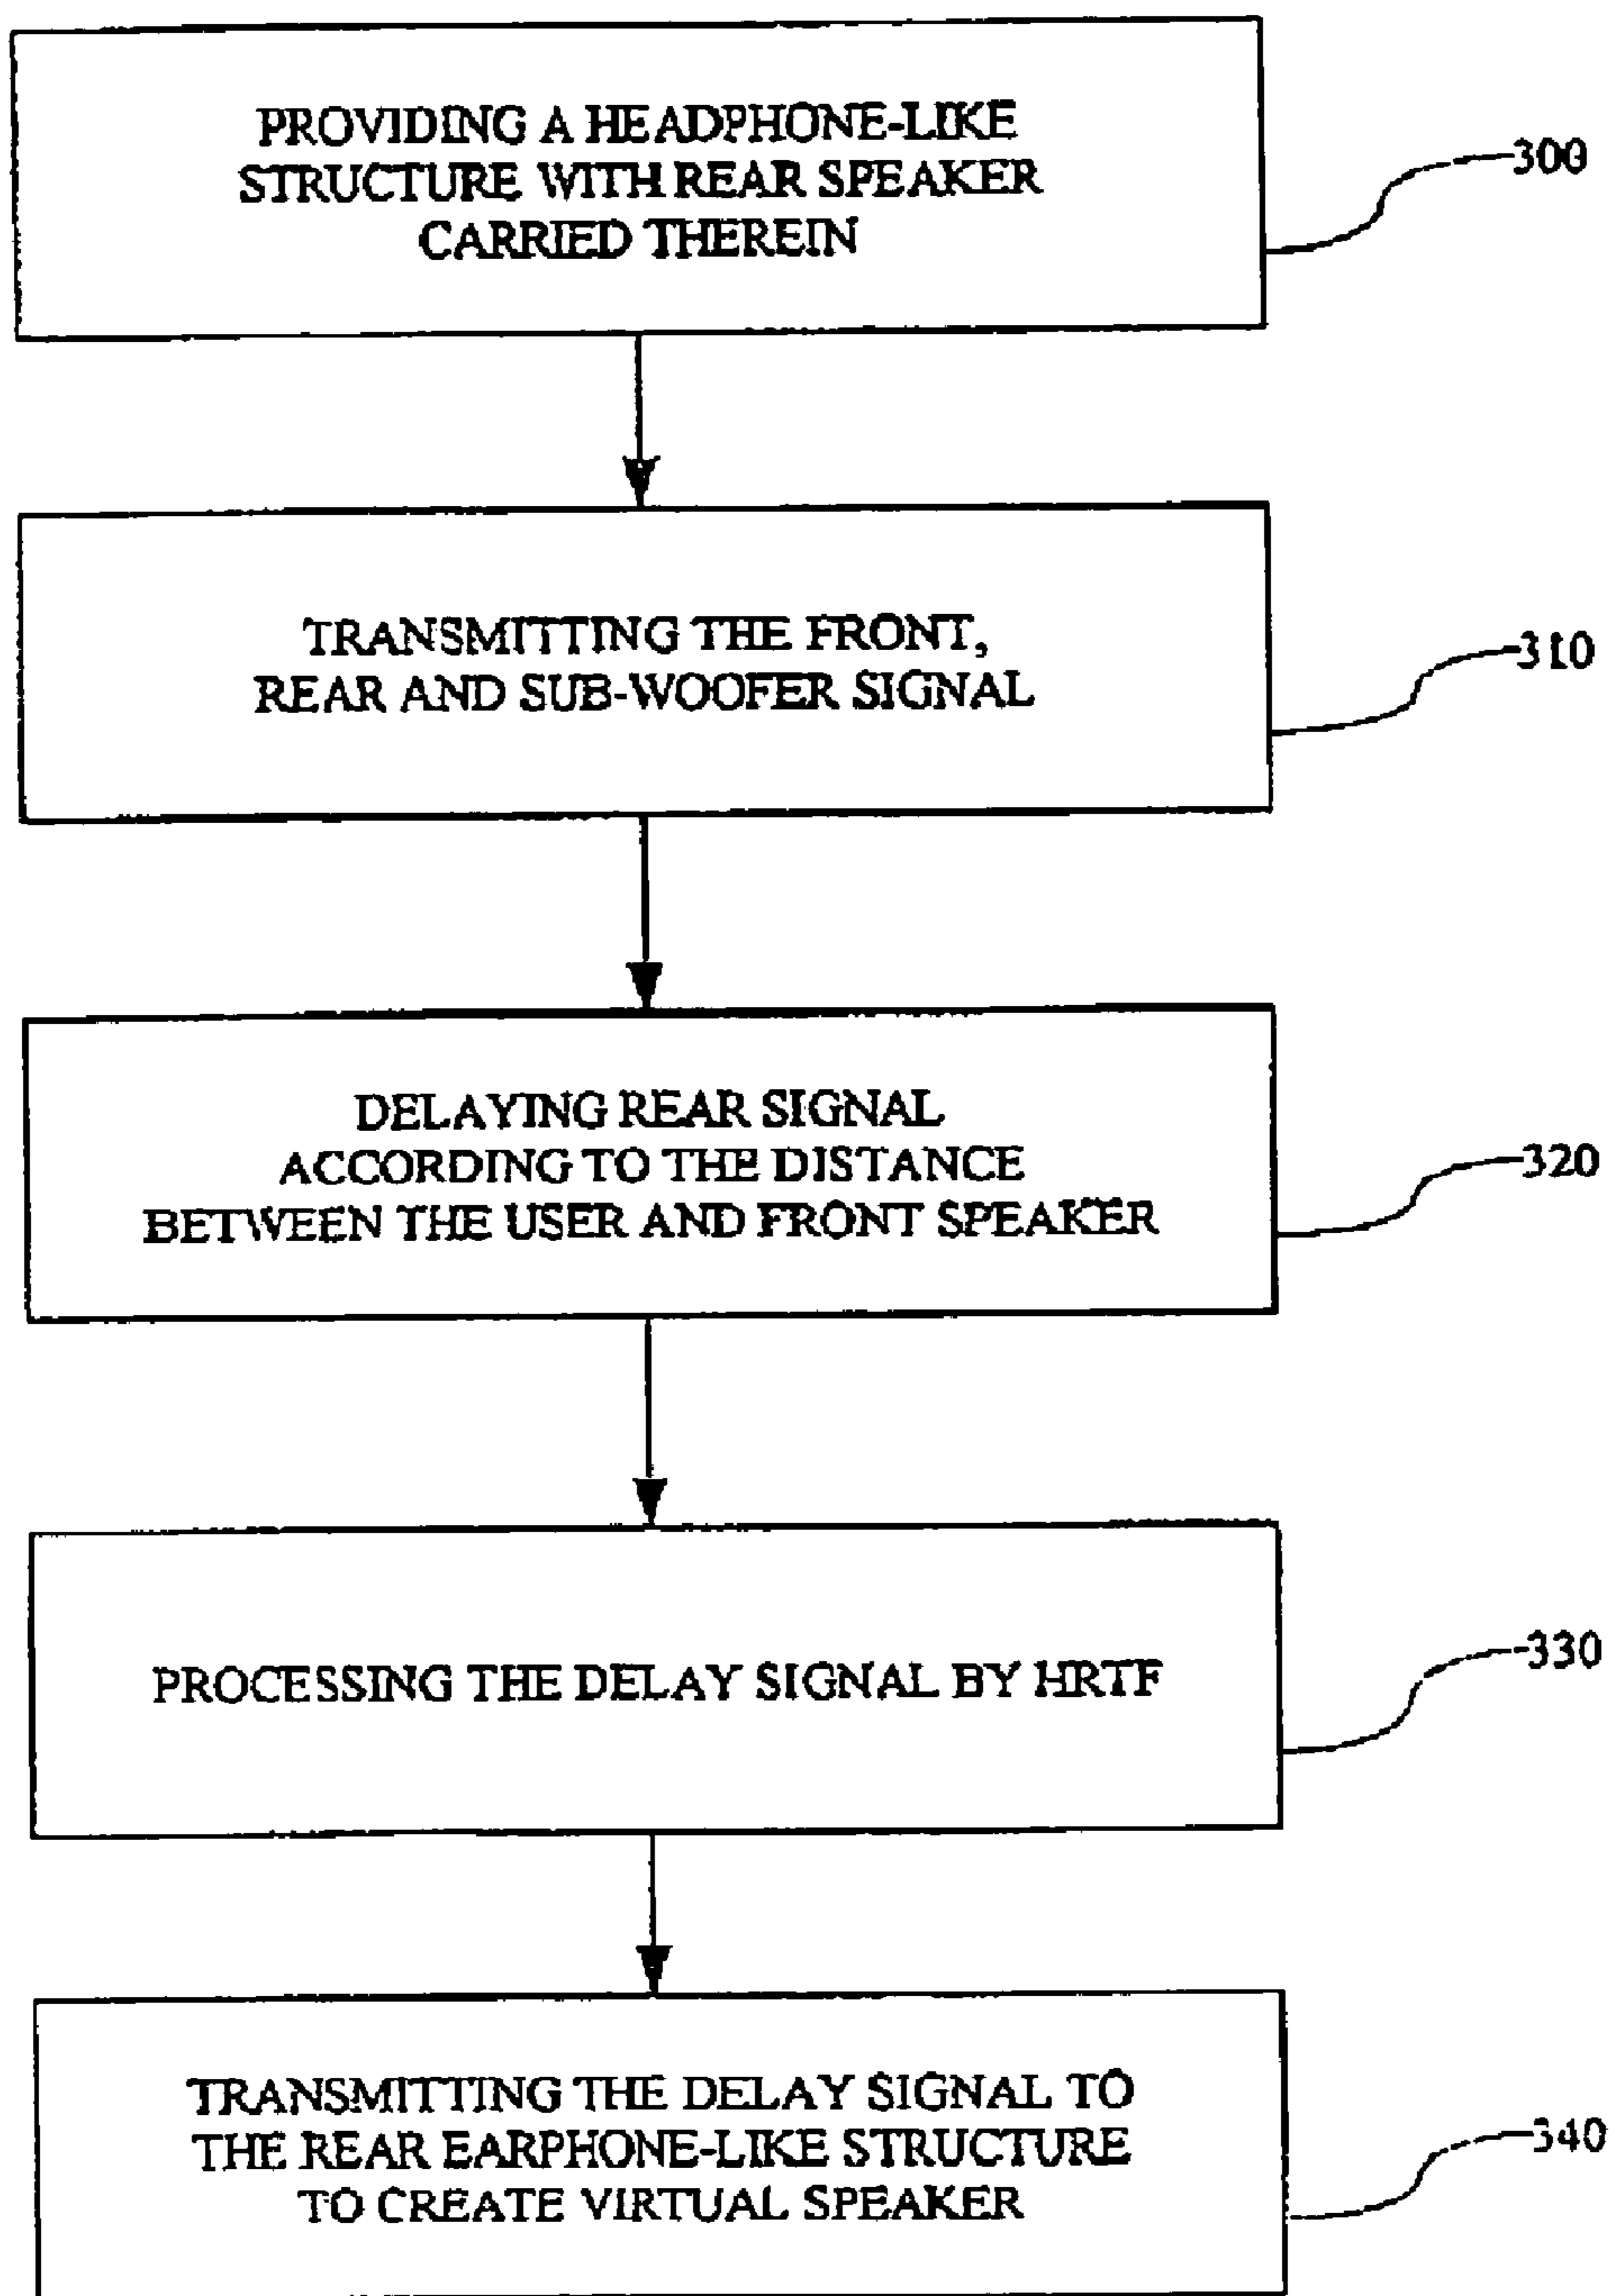 PROVIDING A HEADPHONE-LIKE
STRUCTURE WITH REAR SPEAKER
CARRIED THEREIN
300
TRANSMITTING THE FRONT,
REAR AND SUB-WOOFER SIGNAL
310
DELAYING REAR SIGNAL
ACCORDING TO THE DISTANCE
BETWEEN THE USER AND FRONT SPEAKER
320
PROCESSING THE DELAY SIGNAL BY HRTF
330
TRANSMITTING THE DELAY SIGNAL TO
THE REAR EARPHONE-LIKE STRUCTURE
TO CREATE VIRTUAL SPEAKER
340